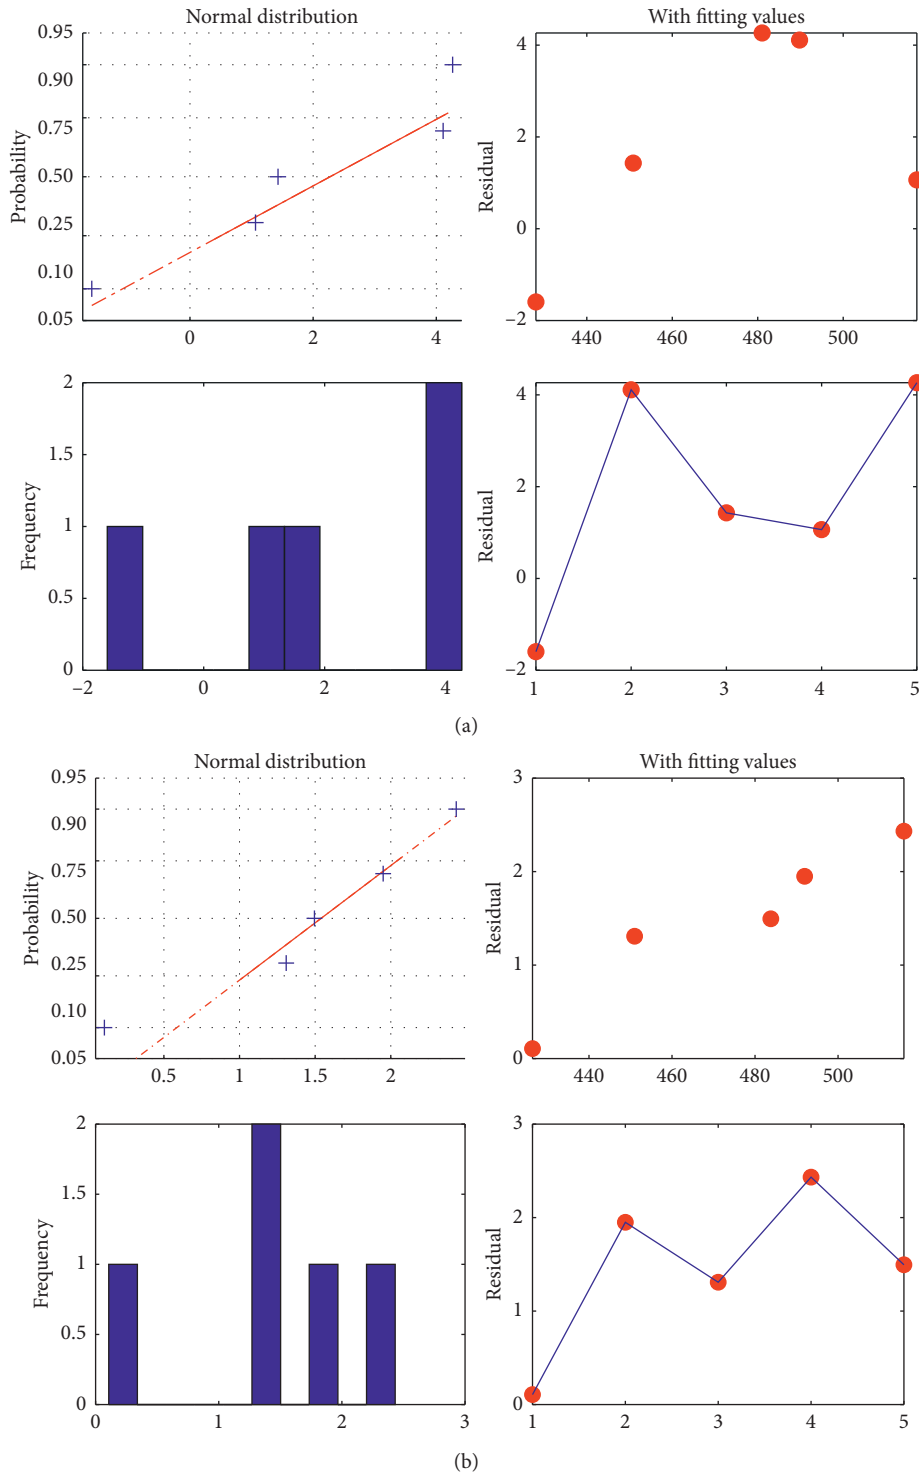 Normal distribution
0.95
0.90
0.75
0.50
0.25
0.10
0.05
Probability
0 2 4
With fitting values
4
2
0
−2
Residual
440 460 480 500
2
1.5
1
0.5
0
Frequency
−2 0 2 4
4
2
0
−2
Residual
1 2 3 4 5
(a)
Normal distribution
0.95
0.90
0.75
0.50
0.25
0.10
0.05
Probability
0.5 1 1.5 2
With fitting values
3
2
1
0
Residual
440 460 480 500
2
1.5
1
0.5
0
Frequency
0 1 2 3
3
2
1
0
Residual
1 2 3 4 5
(b)